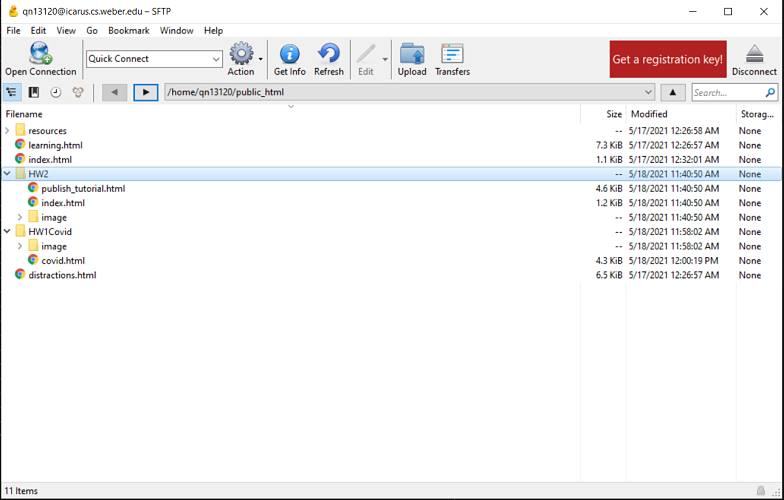 qn13120@icarus.cs.weber.edu – SFTP
File Edit View Go Bookmark Window Help
Open Connection Quick Connect Action Get Info Refresh Edit Upload Transfers Get a registration key! Disconnect
/home/qn13120/public_html Search...
Filename Size Modified Storag...
resources -- 5/17/2021 12:26:58 AM None
learning.html 7.3 KiB 5/17/2021 12:26:57 AM None
index.html 1.1 KiB 5/17/2021 12:32:01 AM None
HW2 -- 5/18/2021 11:40:50 AM None
publish_tutorial.html 4.6 KiB 5/18/2021 11:40:50 AM None
index.html 1.2 KiB 5/18/2021 11:40:50 AM None
image -- 5/18/2021 11:40:50 AM None
HW1Covid -- 5/18/2021 11:58:02 AM None
image -- 5/18/2021 11:58:02 AM None
covid.html 4.3 KiB 5/18/2021 12:00:19 PM None
distractions.html 6.5 KiB 5/17/2021 12:26:57 AM None
11 Items